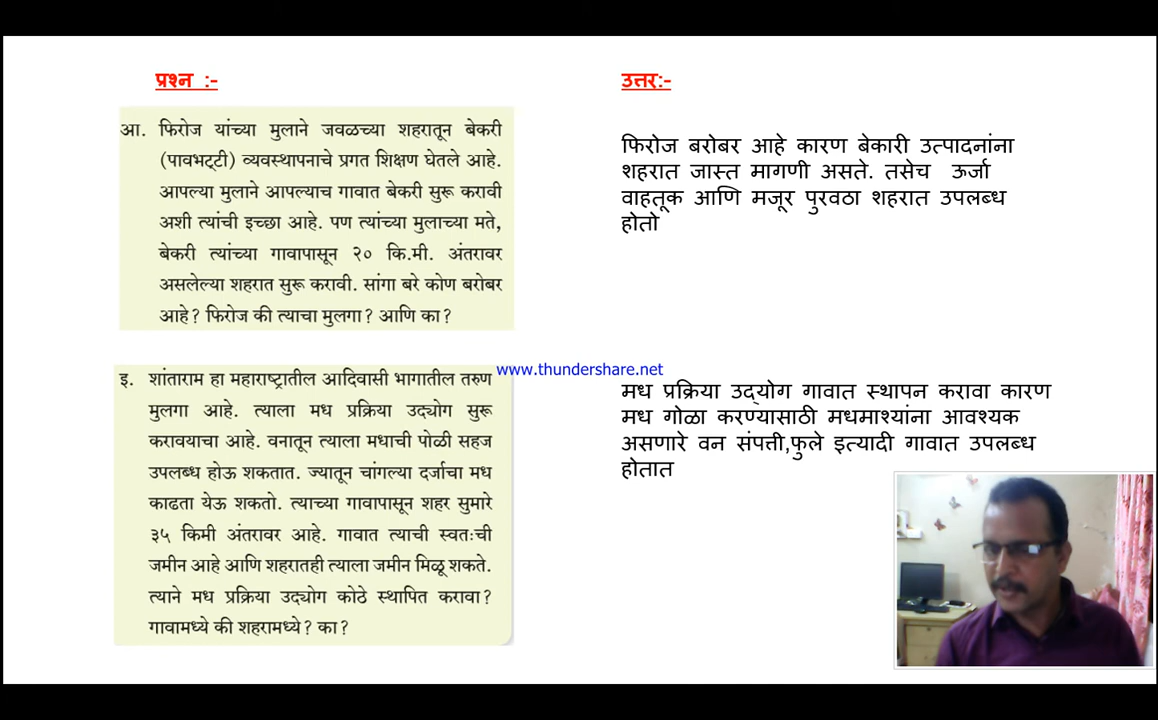 प्रश्न :-
आ. फिरोज यांच्या मुलाने जवळच्या शहरातून बेकरी
(पावभट्टी) व्यवस्थापनाचे प्रगत शिक्षण घेतले आहे.
आपल्या मुलाने आपल्याच गावात बेकरी सुरू करावी
अशी त्यांची इच्छा आहे. पण त्यांच्या मुलाच्या मते,
बेकरी त्यांच्या गावापासून २० कि.मी. अंतरावर
असलेल्या शहरात सुरू करावी. सांगा बरे कोण बरोबर
आहे? फिरोज की त्याचा मुलगा? आणि का?
उत्तर:-
फिरोज बरोबर आहे कारण बेकारी उत्पादनांना
शहरात जास्त मागणी असते. तसेच ऊर्जा
वाहतूक आणि मजूर पुरवठा शहरात उपलब्ध
होतो
www.thundershare.net
इ. शांताराम हा महाराष्ट्रातील आदिवासी भागातील तरुण
मुलगा आहे. त्याला मध प्रक्रिया उद्योग सुरू
करावयाचा आहे. वनातून त्याला मधाची पोळी सहज
उपलब्ध होऊ शकतात. ज्यातून चांगल्या दर्जाचा मध
काढता येऊ शकतो. त्याच्या गावापासून शहर सुमारे
३५ किमी अंतरावर आहे. गावात त्याची स्वतःची
जमीन आहे आणि शहरातही त्याला जमीन मिळू शकते.
त्याने मध प्रक्रिया उद्योग कोठे स्थापित करावा?
गावामध्ये की शहरामध्ये? का?
मध प्रक्रिया उद्‌योग गावात स्थापन करावा कारण
मध गोळा करण्यासाठी मधमाश्यांना आवश्यक
असणारे वन संपत्ती,फुले इत्यादी गावात उपलब्ध
होतात